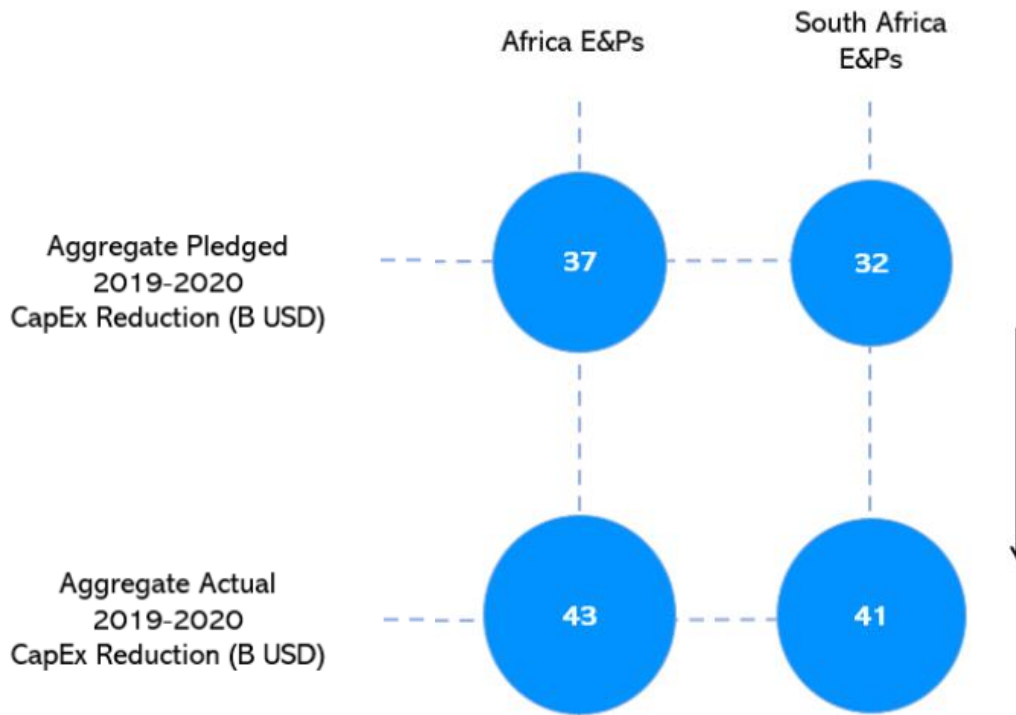 Africa E&Ps
South Africa
E&Ps
Aggregate Pledged
2019-2020
CapEx Reduction (B USD)
37
32
Aggregate Actual
2019-2020
CapEx Reduction (B USD)
43
41